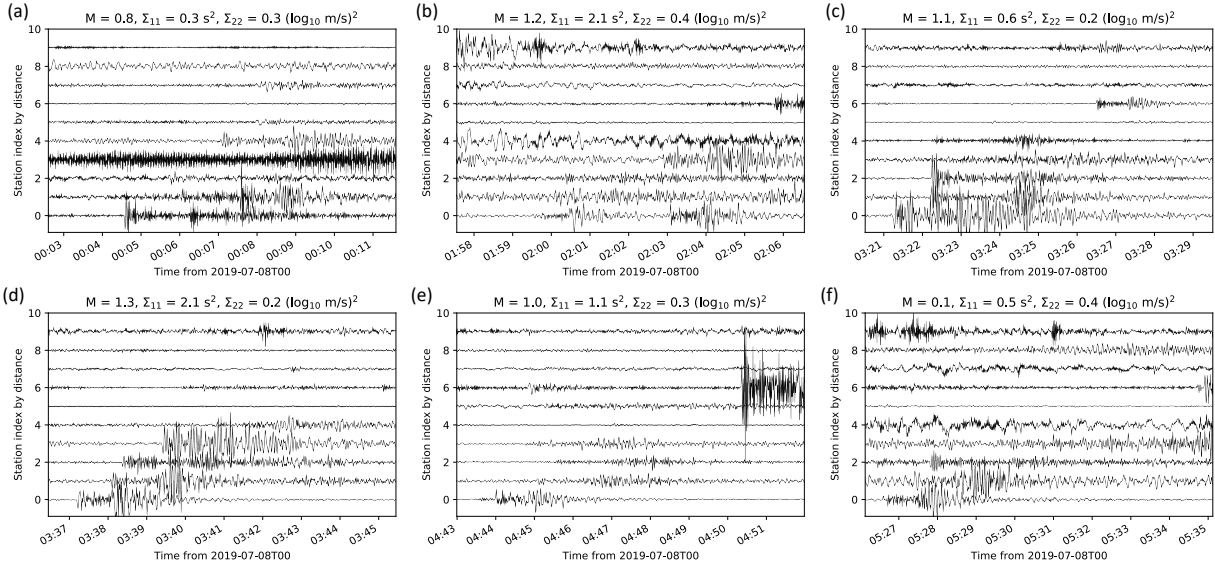 (a)
M = 0.8, Σ₁₁ = 0.3 s², Σ₂₂ = 0.3 (log₁₀ m/s)²
Station index by distance
10
8
6
4
2
0
00:03 00:04 00:05 00:06 00:07 00:08 00:09 00:10 00:11
Time from 2019-07-08T00
(b)
M = 1.2, Σ₁₁ = 2.1 s², Σ₂₂ = 0.4 (log₁₀ m/s)²
Station index by distance
10
8
6
4
2
0
01:58 01:59 02:00 02:01 02:02 02:03 02:04 02:05 02:06
Time from 2019-07-08T00
(c)
M = 1.1, Σ₁₁ = 0.6 s², Σ₂₂ = 0.2 (log₁₀ m/s)²
Station index by distance
10
8
6
4
2
0
03:21 03:22 03:23 03:24 03:25 03:26 03:27 03:28 03:29
Time from 2019-07-08T00
(d)
M = 1.3, Σ₁₁ = 2.1 s², Σ₂₂ = 0.2 (log₁₀ m/s)²
Station index by distance
10
8
6
4
2
0
03:37 03:38 03:39 03:40 03:41 03:42 03:43 03:44 03:45
Time from 2019-07-08T00
(e)
M = 1.0, Σ₁₁ = 1.1 s², Σ₂₂ = 0.3 (log₁₀ m/s)²
Station index by distance
10
8
6
4
2
0
04:43 04:44 04:45 04:46 04:47 04:48 04:49 04:50 04:51
Time from 2019-07-08T00
(f)
M = 0.1, Σ₁₁ = 0.5 s², Σ₂₂ = 0.4 (log₁₀ m/s)²
Station index by distance
10
8
6
4
2
0
05:27 05:28 05:29 05:30 05:31 05:32 05:33 05:34 05:35
Time from 2019-07-08T00